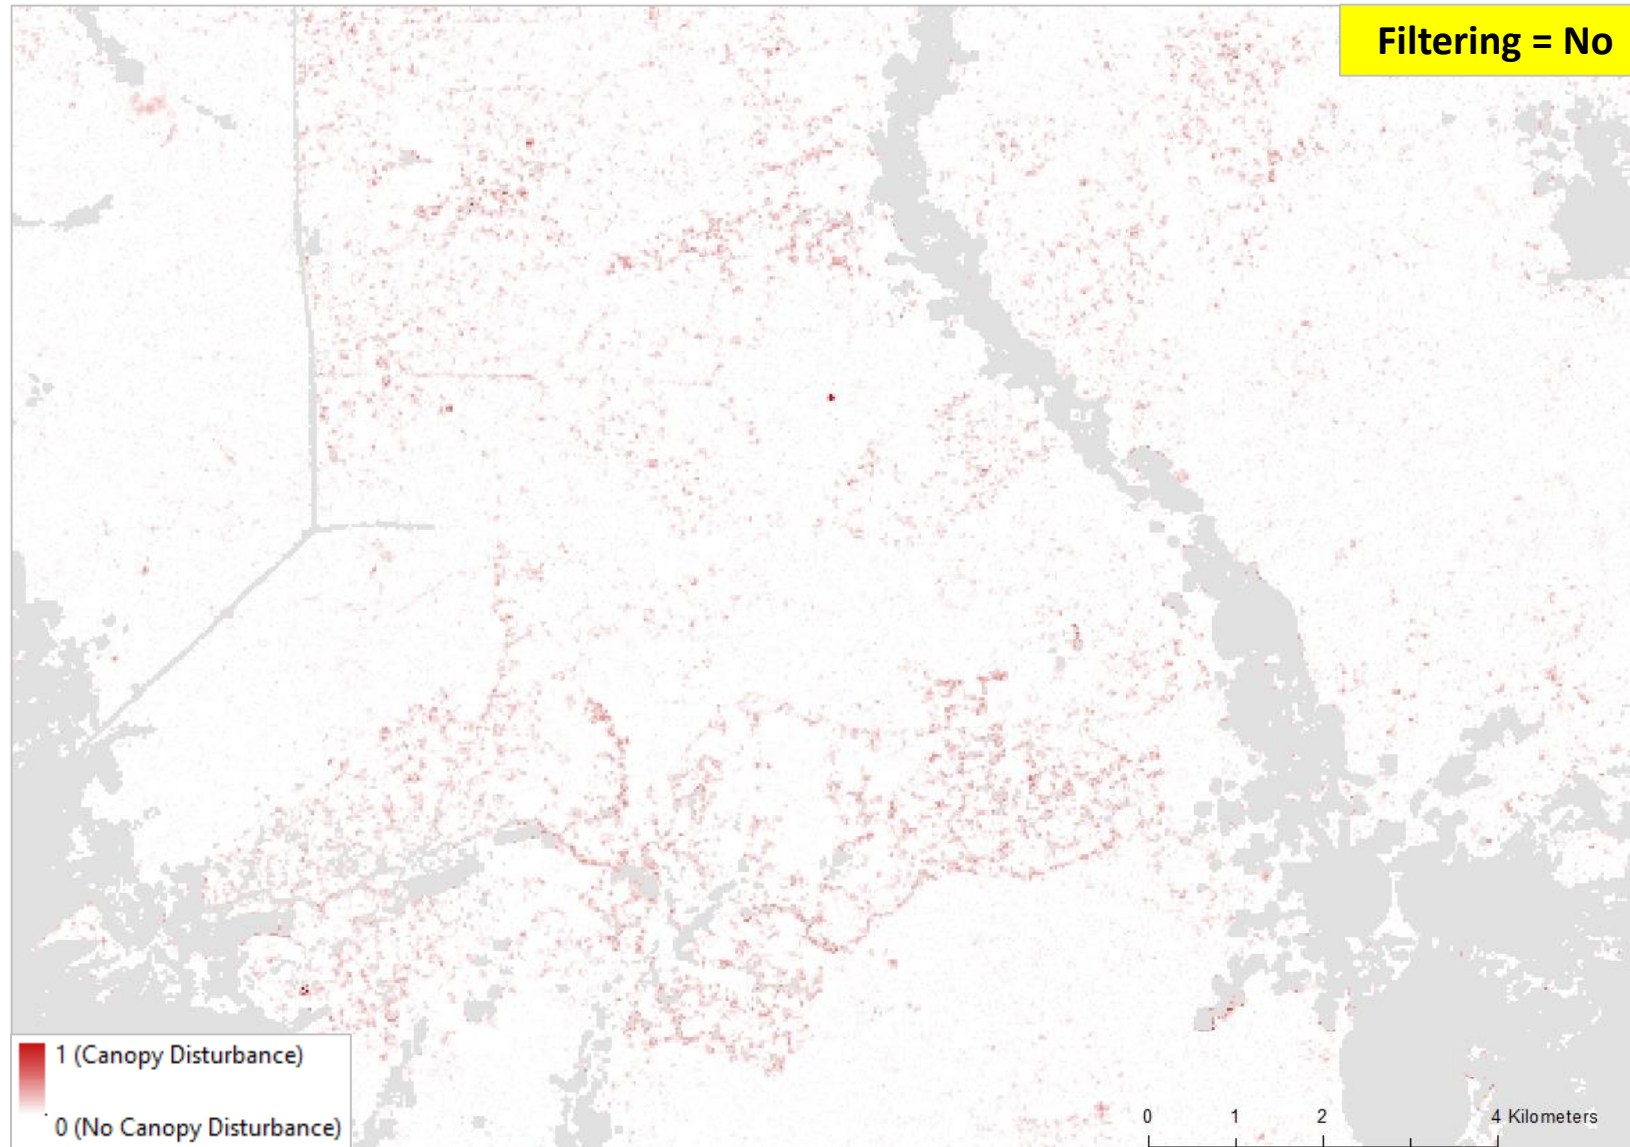 Filtering = No
1 (Canopy Disturbance)
0 (No Canopy Disturbance)
0 1 2 4 Kilometers